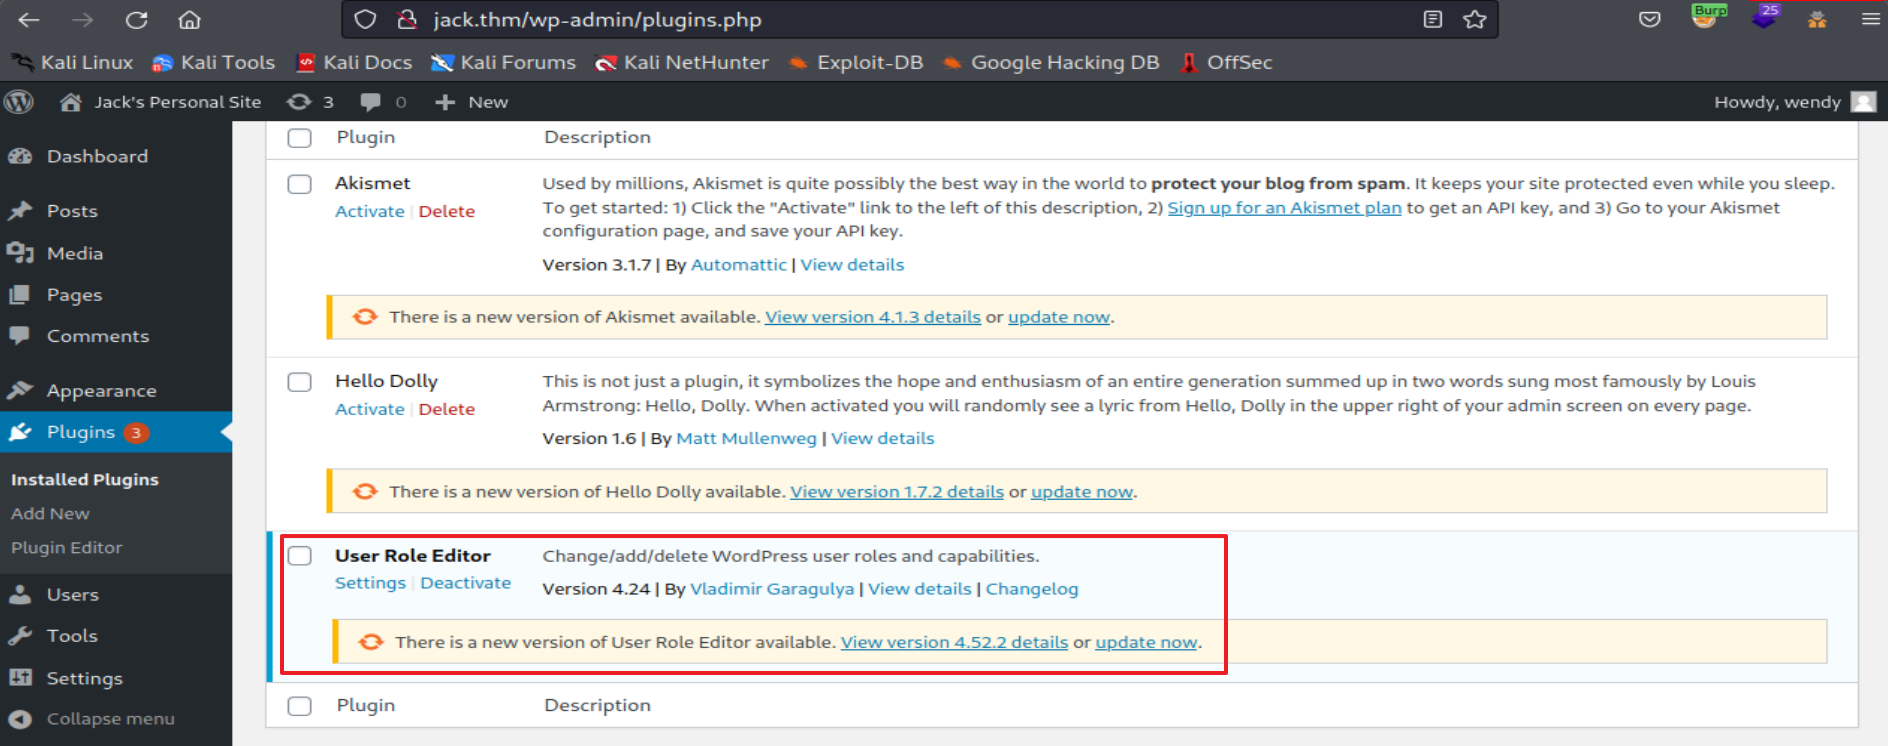 jack.thm/wp-admin/plugins.php
Burp
25
Kali Linux Kali Tools Kali Docs Kali Forums Kali NetHunter Exploit-DB Google Hacking DB OffSec
Jack's Personal Site 3 0 + New Howdy, wendy
Dashboard
Posts
Media
Pages
Comments
Appearance
Plugins 3
Installed Plugins
Add New
Plugin Editor
Users
Tools
Settings
Collapse menu
Plugin Description
Akismet
Activate | Delete
Used by millions, Akismet is quite possibly the best way in the world to protect your blog from spam. It keeps your site protected even while you sleep.
To get started: 1) Click the "Activate" link to the left of this description, 2) Sign up for an Akismet plan to get an API key, and 3) Go to your Akismet
configuration page, and save your API key.
Version 3.1.7 | By Automattic | View details
There is a new version of Akismet available. View version 4.1.3 details or update now.
Hello Dolly
Activate | Delete
This is not just a plugin, it symbolizes the hope and enthusiasm of an entire generation summed up in two words sung most famously by Louis
Armstrong: Hello, Dolly. When activated you will randomly see a lyric from Hello, Dolly in the upper right of your admin screen on every page.
Version 1.6 | By Matt Mullenweg | View details
There is a new version of Hello Dolly available. View version 1.7.2 details or update now.
User Role Editor
Settings | Deactivate
Change/add/delete WordPress user roles and capabilities.
Version 4.24 | By Vladimir Garagulya | View details | Changelog
There is a new version of User Role Editor available. View version 4.52.2 details or update now.
Plugin Description